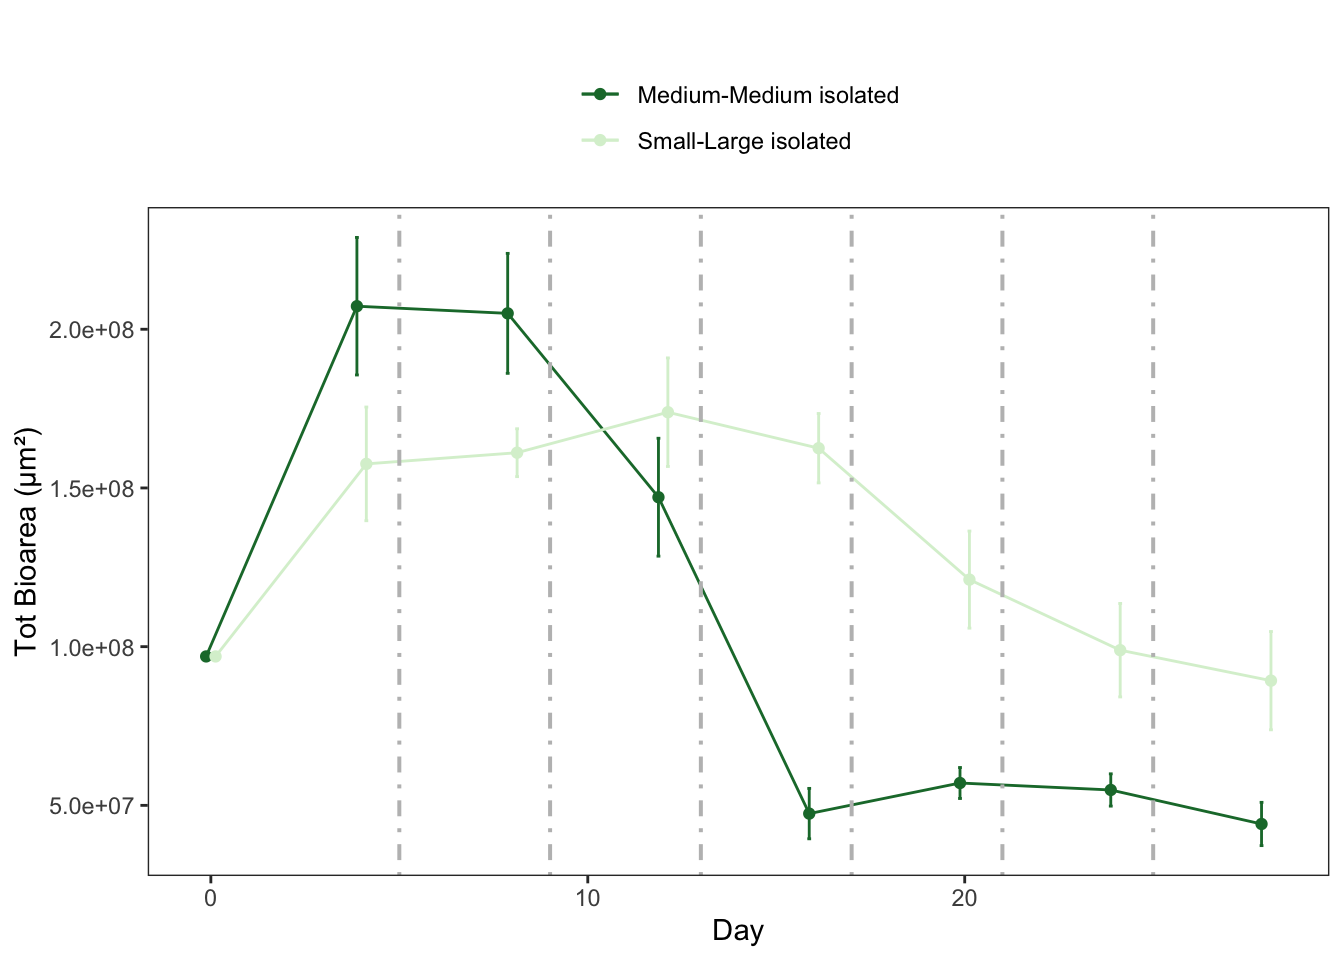 Medium-Medium isolated
Small-Large isolated
2.0e+08
1.5e+08
1.0e+08
5.0e+07
Tot Bioarea (μm²)
0 10 20
Day